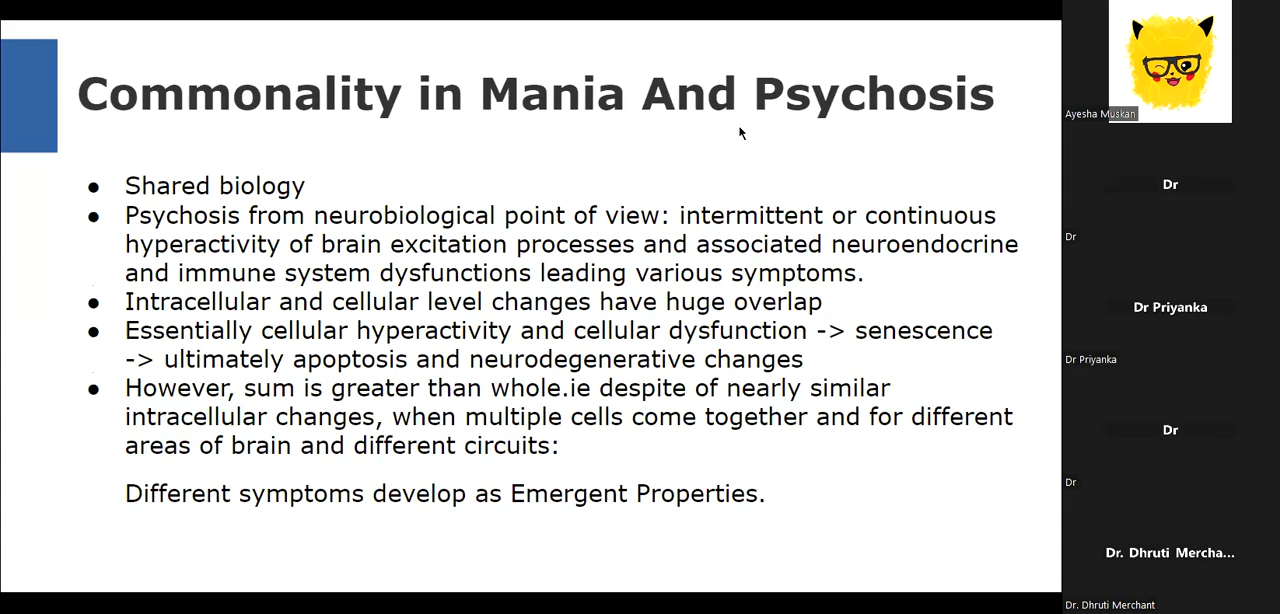 Commonality in Mania And Psychosis
● Shared biology
● Psychosis from neurobiological point of view: intermittent or continuous
hyperactivity of brain excitation processes and associated neuroendocrine
and immune system dysfunctions leading various symptoms.
● Intracellular and cellular level changes have huge overlap
● Essentially cellular hyperactivity and cellular dysfunction -> senescence
-> ultimately apoptosis and neurodegenerative changes
● However, sum is greater than whole.ie despite of nearly similar
intracellular changes, when multiple cells come together and for different
areas of brain and different circuits:
Different symptoms develop as Emergent Properties.
Ayesha Muskan
Dr
Dr
Dr Priyanka
Dr Priyanka
Dr
Dr
Dr. Dhruti Mercha...
Dr. Dhruti Merchant